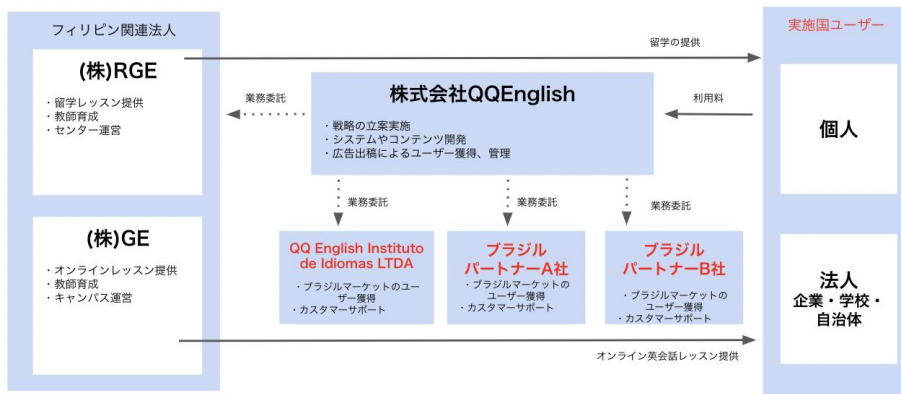 フィリピン関連法人
(株)RGE
・留学レッスン提供
・教師育成
・センター運営
(株)GE
・オンラインレッスン提供
・教師育成
・キャンパス運営
留学の提供
業務委託
株式会社QQEnglish
・戦略の立案実施
・システムやコンテンツ開発
・広告出稿によるユーザー獲得、管理
利用料
業務委託
業務委託
業務委託
QQ English Instituto
de Idiomas LTDA
・ブラジルマーケットのユー
ザー獲得
・カスタマーサポート
ブラジル
パートナーA社
・ブラジルマーケットの
ユーザー獲得
・カスタマーサポート
ブラジル
パートナーB社
・ブラジルマーケットの
ユーザー獲得
・カスタマーサポート
オンライン英会話レッスン提供
実施国ユーザー
個人
法人
企業・学校・
自治体